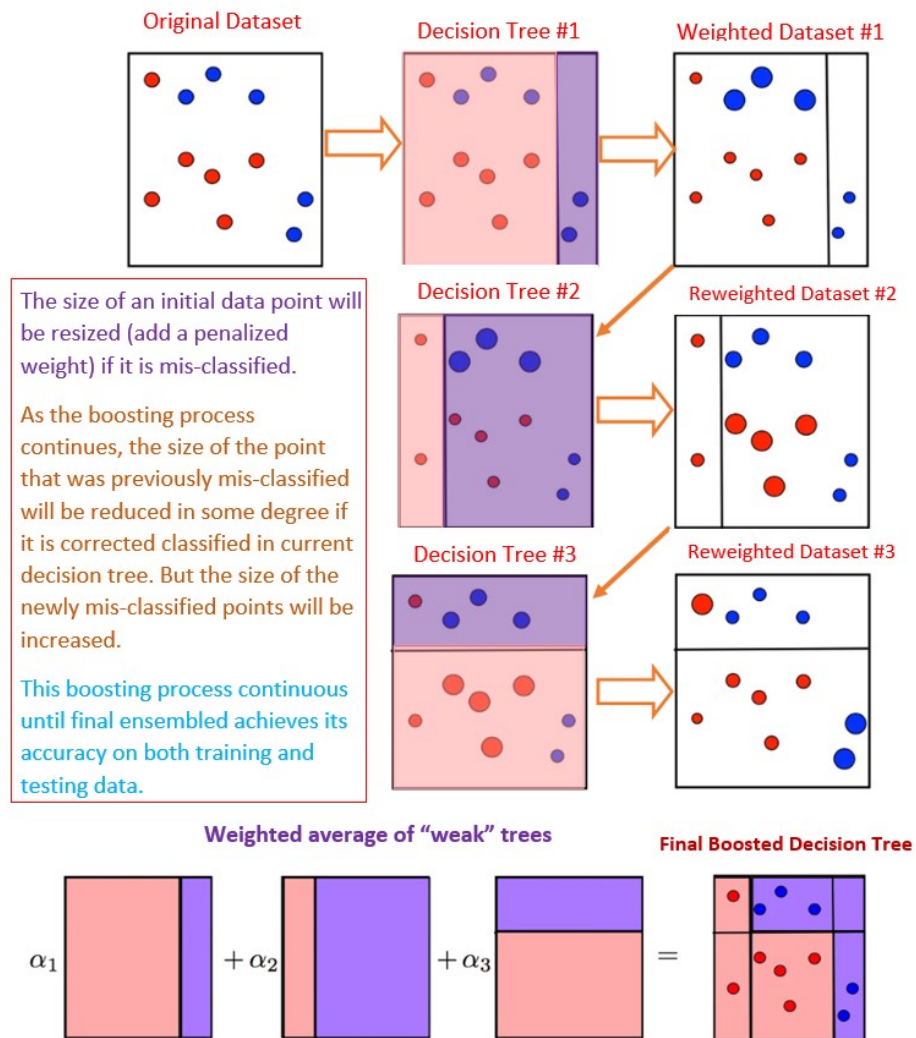 Original Dataset
Decision Tree #1
Weighted Dataset #1
Decision Tree #2
Reweighted Dataset #2
The size of an initial data point will
be resized (add a penalized
weight) if it is mis-classified.
As the boosting process
continues, the size of the point
that was previously mis-classified
will be reduced in some degree if
it is corrected classified in current
decision tree. But the size of the
newly mis-classified points will be
increased.
This boosting process continuous
until final ensembled achieves its
accuracy on both training and
testing data.
Decision Tree #3
Reweighted Dataset #3
Weighted average of “weak” trees
Final Boosted Decision Tree
α1 + α2 + α3 =